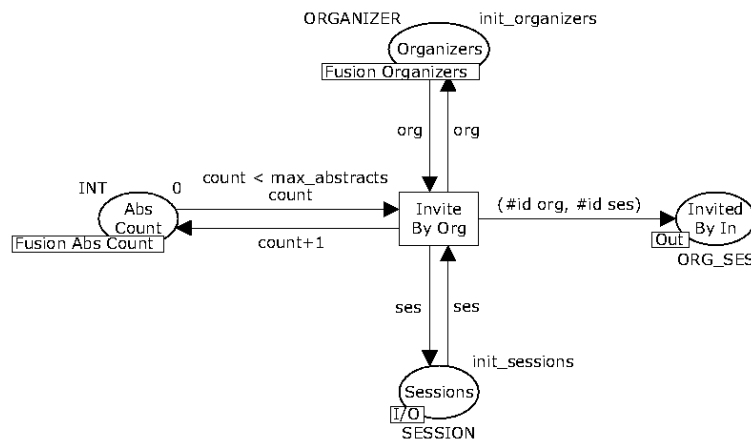 ORGANIZER
init_organizers
Organizers
Fusion Organizers
org
org
INT
0
count < max_abstracts
count
Abs
Count
Fusion Abs Count
count+1
Invite
By Org
(#id org, #id ses)
Invited
By In
Out
ORG_SES
ses
ses
init_sessions
Sessions
I/O
SESSION